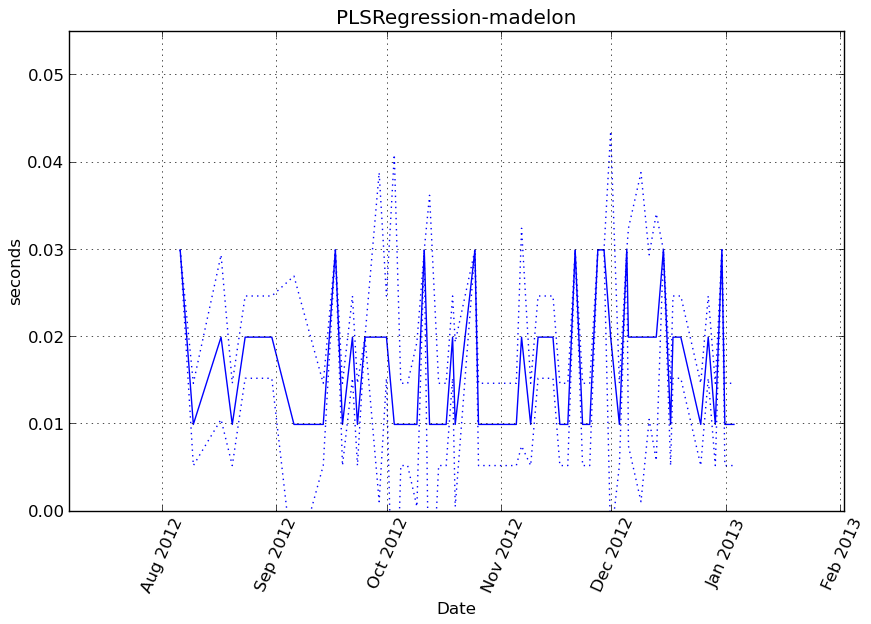 PLSRegression-madelon
0.05
0.04
0.03
0.02
0.01
0.00
seconds
Aug 2012
Sep 2012
Oct 2012
Nov 2012
Dec 2012
Jan 2013
Feb 2013
Date